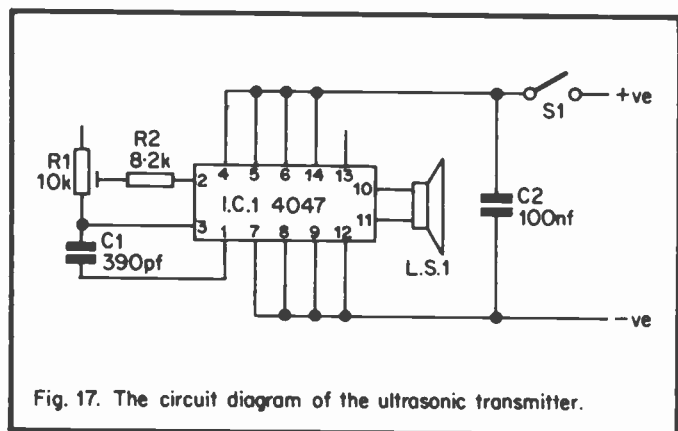 S1
+ve
R1
10k
R2
8·2k
4 5 6 14 13
2
I.C.1 4047
10
11
3
1 7 8 9 12
C1
390pf
L.S.1
C2
100nf
-ve
Fig. 17. The circuit diagram of the ultrasonic transmitter.